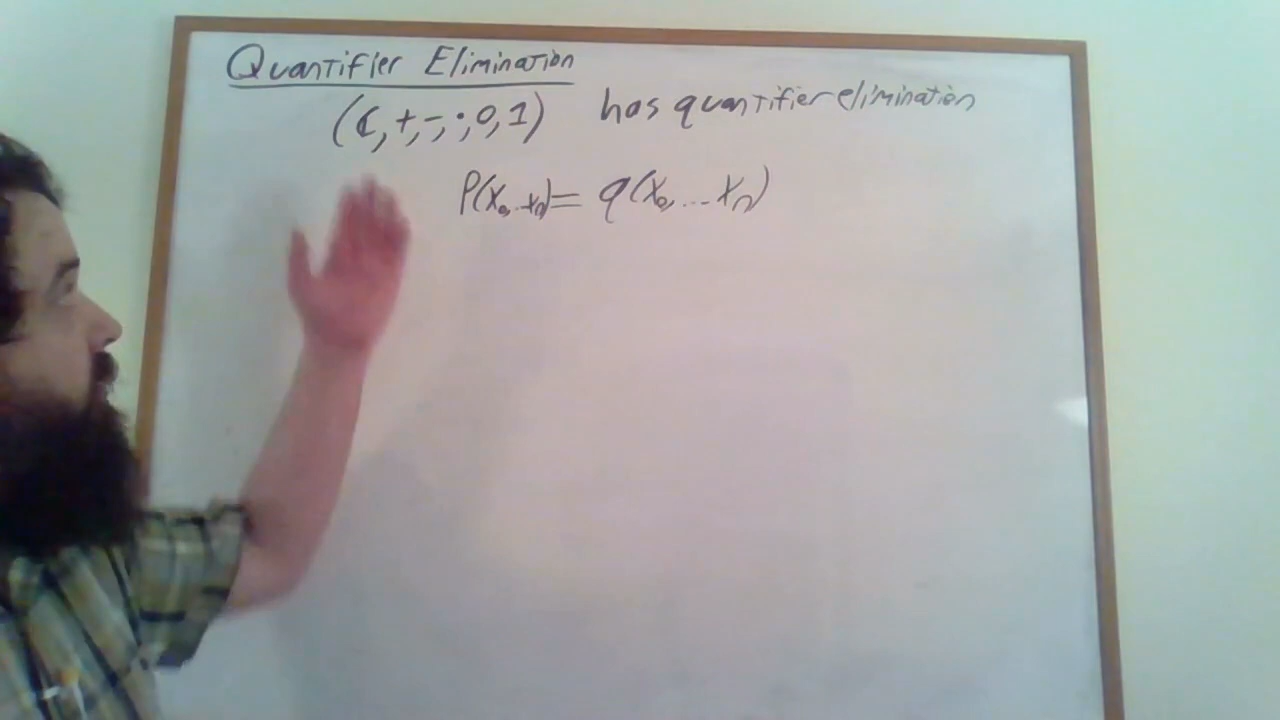 Quantifier Elimination
(ℂ, +, -, ·, 0, 1) has quantifier elimination
P(x₀, ... xₙ) = q(x₀, ... xₙ)